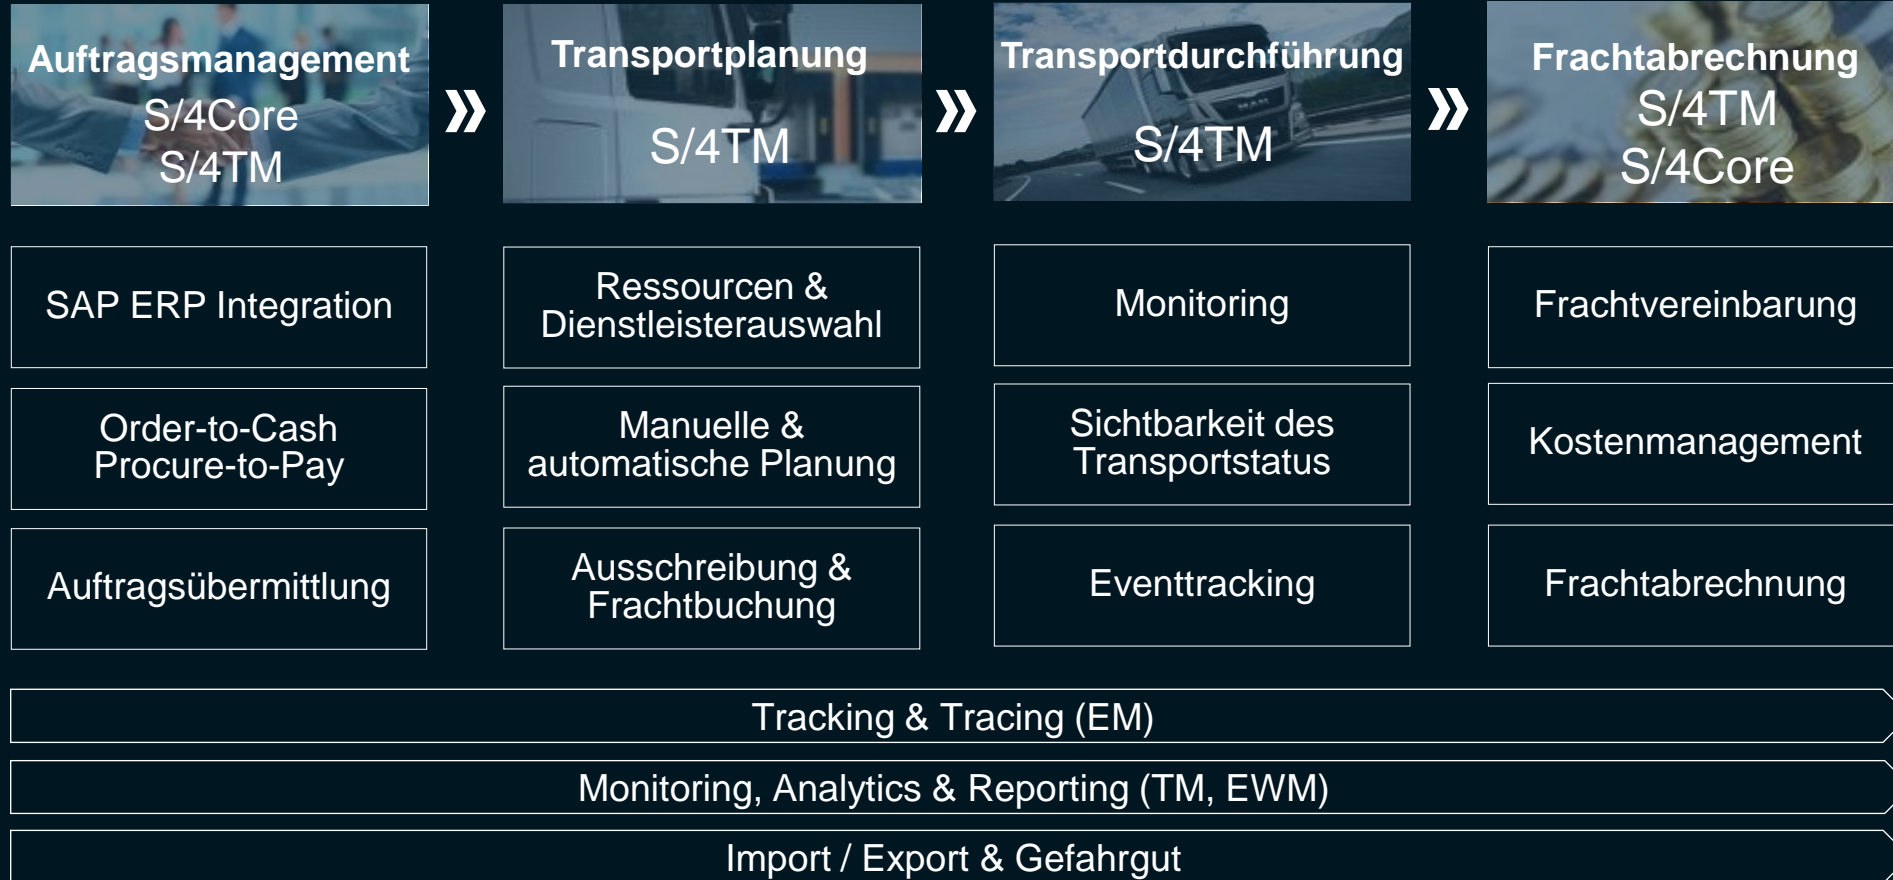 Auftragsmanagement
S/4Core
S/4TM
Transportplanung
S/4TM
Transportdurchführung
S/4TM
Frachtabrechnung
S/4TM
S/4Core
SAP ERP Integration
Order-to-Cash
Procure-to-Pay
Auftragsübermittlung
Ressourcen &
Dienstleisterauswahl
Manuelle &
automatische Planung
Ausschreibung &
Frachtbuchung
Monitoring
Sichtbarkeit des
Transportstatus
Eventtracking
Frachtvereinbarung
Kostenmanagement
Frachtabrechnung
Tracking & Tracing (EM)
Monitoring, Analytics & Reporting (TM, EWM)
Import / Export & Gefahrgut